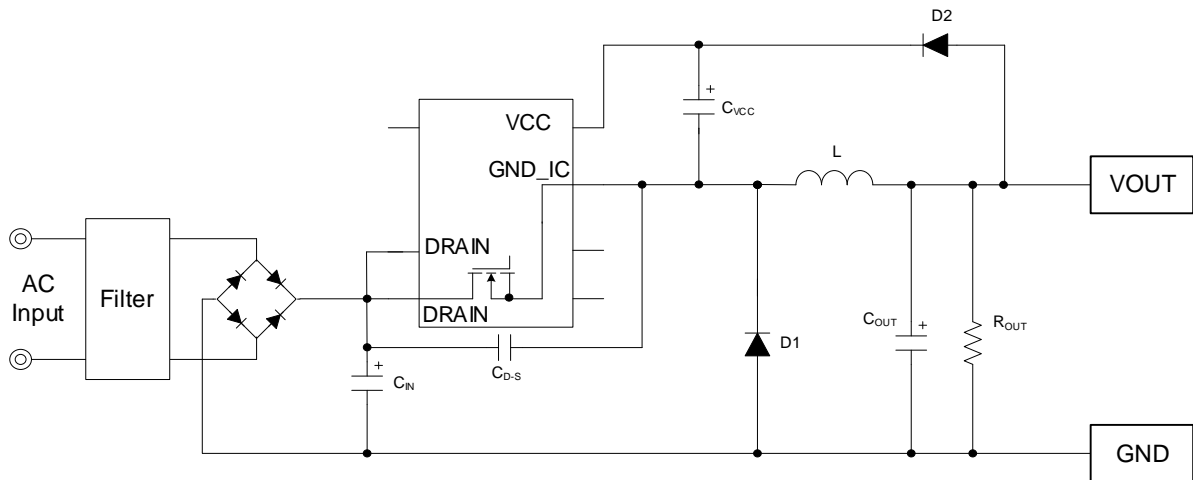 D2
+
CVCC
VCC
GND_IC
L
VOUT
DRAIN
AC
Input
Filter
DRAIN
COUT
+
ROUT
D1
CD-S
+
CIN
GND